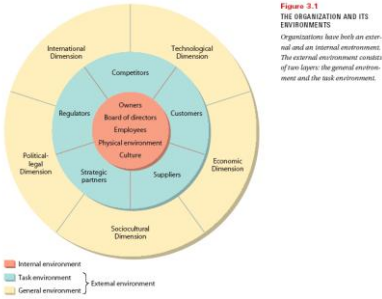 Figure 3.1
THE ORGANIZATION AND ITS
ENVIRONMENTS
Organizations have both an exter-
nal and an internal environment.
The external environment consists
of two layers: the general environ-
ment and the task environment.
International
Dimension
Technological
Dimension
Competitors
Regulators
Customers
Owners
Board of directors
Employees
Physical environment
Culture
Political-
legal
Dimension
Economic
Dimension
Strategic
partners
Suppliers
Sociocultural
Dimension
Internal environment
Task environment
General environment
External environment